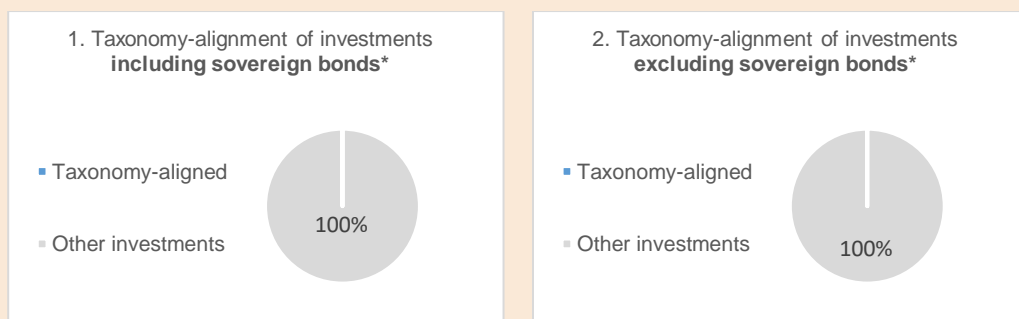 1. Taxonomy-alignment of investments
including sovereign bonds*
Taxonomy-aligned
Other investments
100%
2. Taxonomy-alignment of investments
excluding sovereign bonds*
Taxonomy-aligned
Other investments
100%